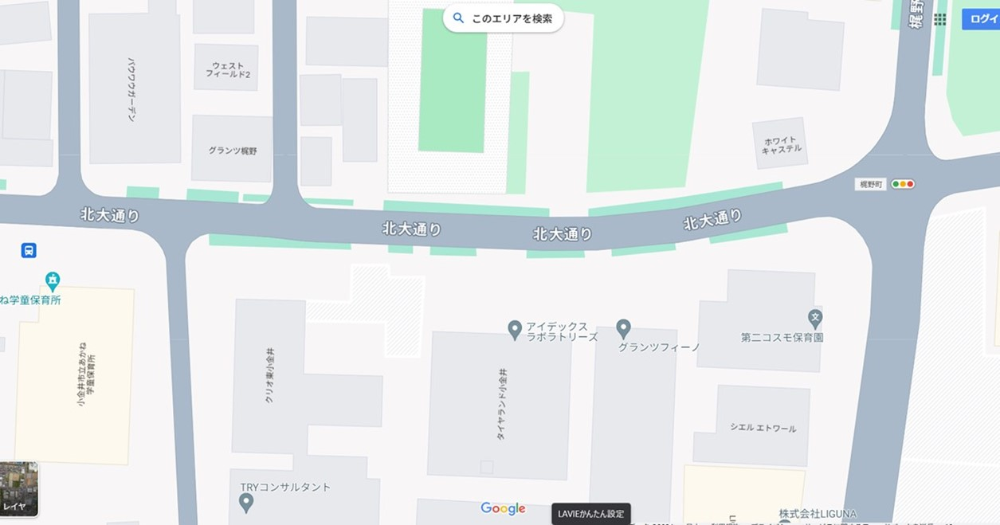 このエリアを検索
梶野
ログイ
バウワウガーデン
ウェスト
フィールド2
グランツ梶野
ホワイト
キャステル
梶野町
北大通り
北大通り
北大通り
北大通り
ね学童保育所
小金井市立あかね
学童保育所
クリオ東小金井
アイデックス
ラボラトリーズ
グランツフィーノ
第二コスモ保育園
文
ダイヤランド小金井
シエル エトワール
TRYコンサルタント
レイヤ
Google
LAVIEかんたん設定
株式会社LIGUNA